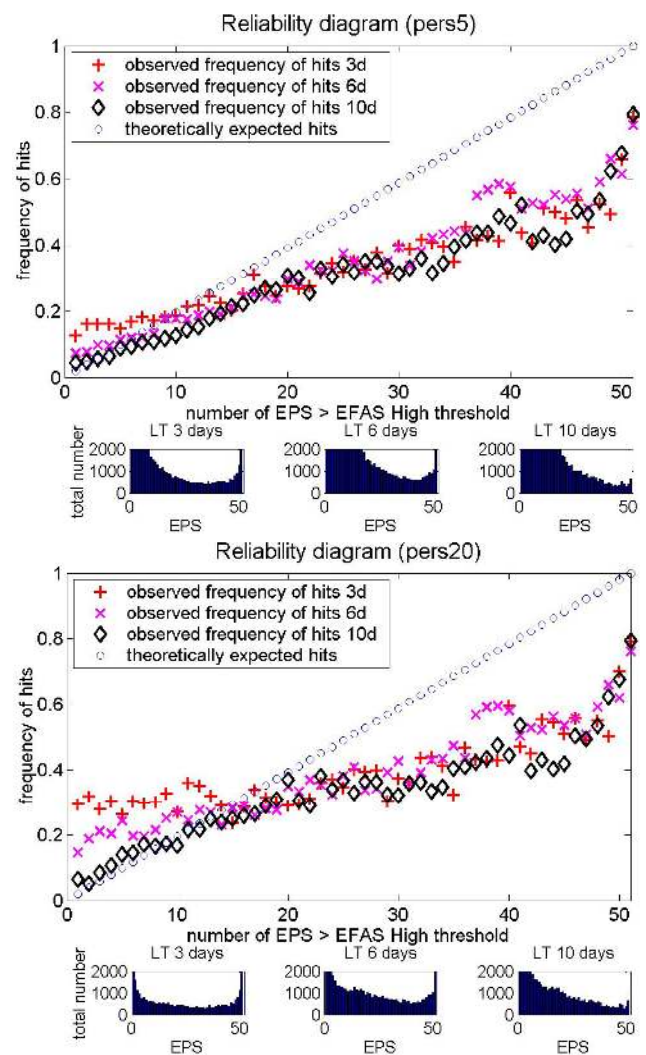 Reliability diagram (pers5)
1
0.8
0.6
0.4
0.2
0
frequency of hits
observed frequency of hits 3d
observed frequency of hits 6d
observed frequency of hits 10d
theoretically expected hits
0 10 20 30 40 50
number of EPS > EFAS High threshold
LT 3 days LT 6 days LT 10 days
total number
2000 2000 2000
1000 1000 1000
0 0 0
0 50 0 50 0 50
EPS EPS EPS
Reliability diagram (pers20)
1
0.8
0.6
0.4
0.2
0
frequency of hits
observed frequency of hits 3d
observed frequency of hits 6d
observed frequency of hits 10d
theoretically expected hits
0 10 20 30 40 50
number of EPS > EFAS High threshold
LT 3 days LT 6 days LT 10 days
total number
2000 2000 2000
1000 1000 1000
0 0 0
0 50 0 50 0 50
EPS EPS EPS